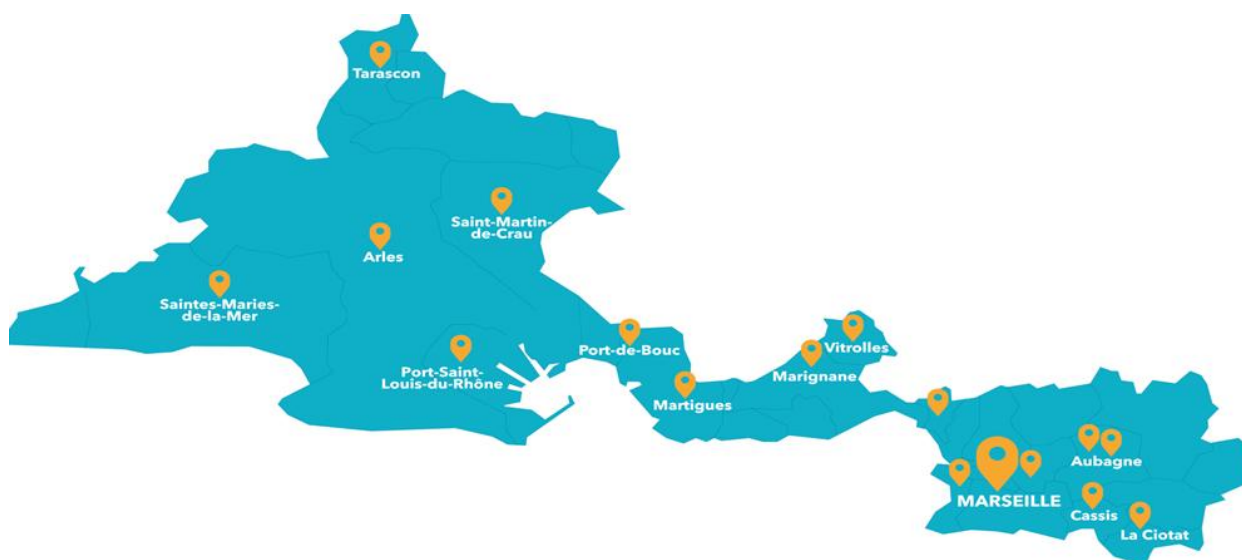 Tarascon
Saint-Martin-
de-Crau
Arles
Saintes-Maries-
de-la-Mer
Port-Saint-
Louis-du-Rhône
Port-de-Bouc
Vitrolles
Marignane
Martigues
Aubagne
MARSEILLE
Cassis
La Ciotat